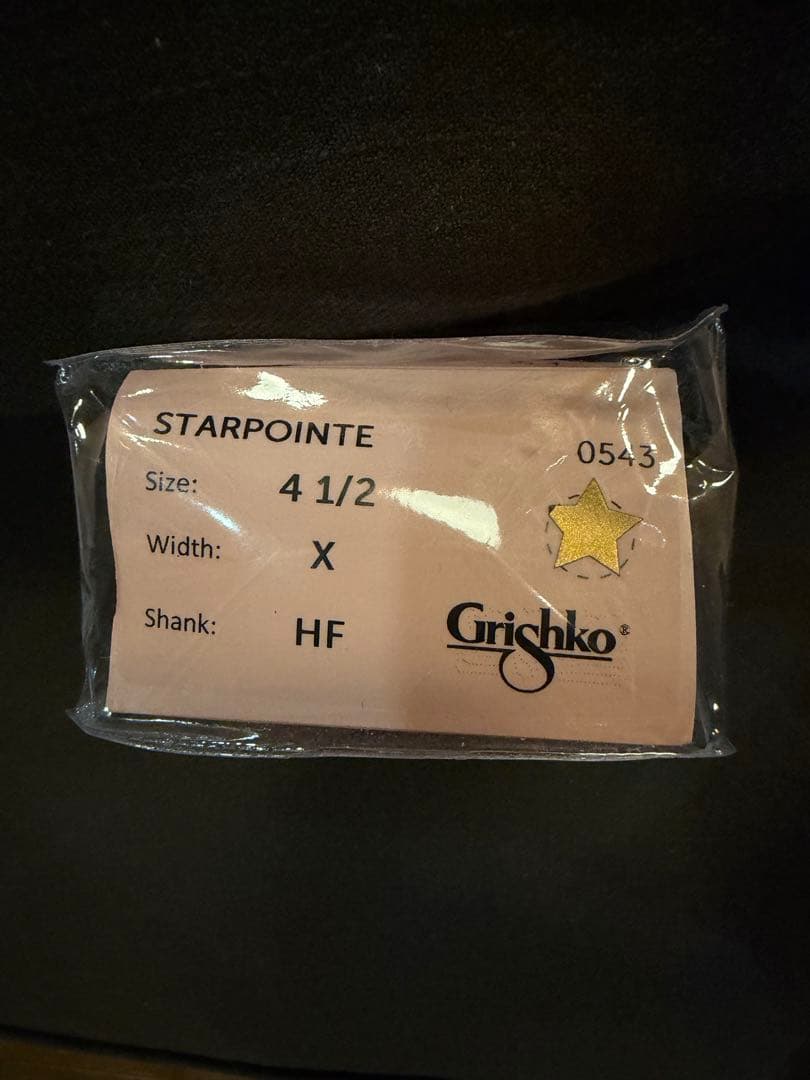 STARPOINTE
0543
Size: 4 1/2
Width: X
Shank: HF
Grishko®